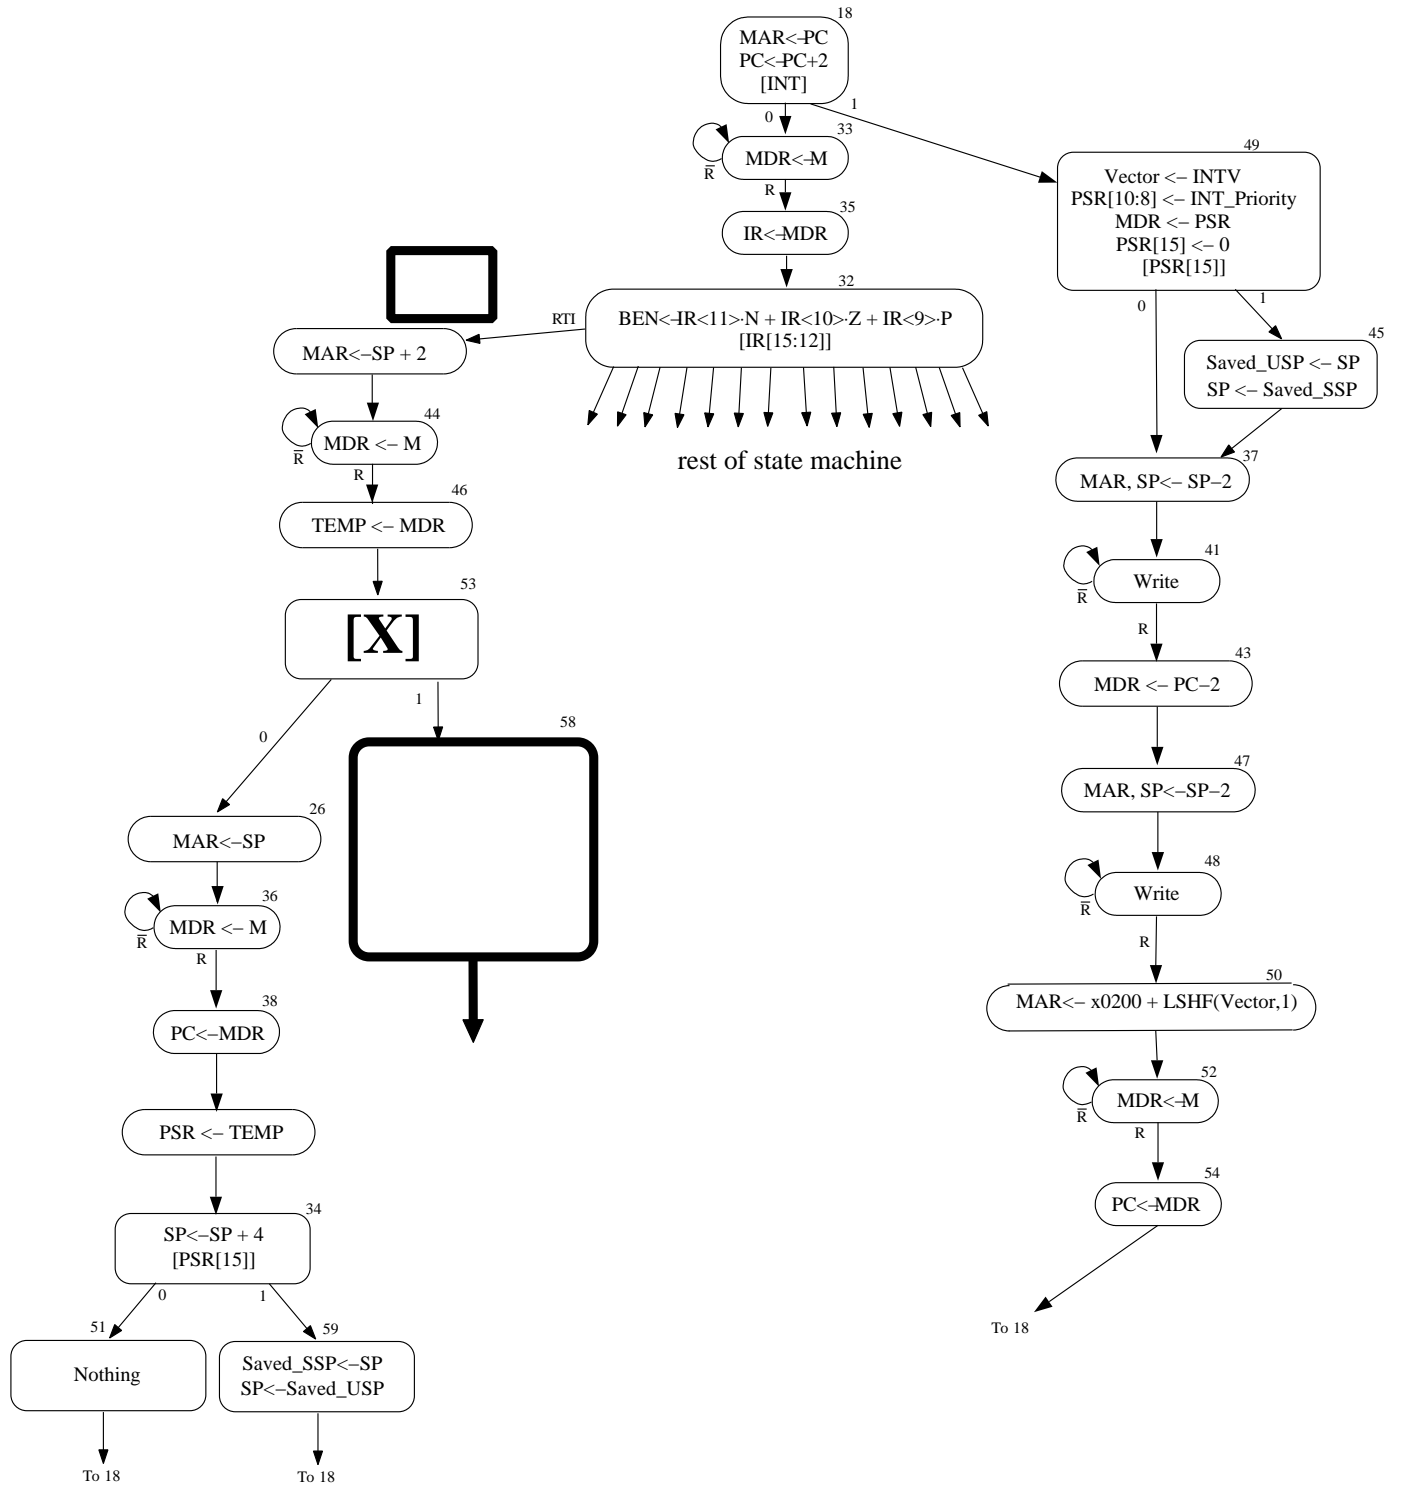 18
MAR<–PC
PC<–PC+2
[INT]
0
1
33
MDR<–M
R̅
R
35
IR<–MDR
32
BEN<–IR<11>·N + IR<10>·Z + IR<9>·P
[IR[15:12]]
RTI
rest of state machine
MAR<–SP + 2
44
MDR <– M
R̅
R
46
TEMP <– MDR
53
[X]
0
1
58
26
MAR<–SP
36
MDR <– M
R̅
R
38
PC<–MDR
PSR <– TEMP
34
SP<–SP + 4
[PSR[15]]
0
1
51
Nothing
To 18
59
Saved_SSP<–SP
SP<–Saved_USP
To 18
49
Vector <– INTV
PSR[10:8] <– INT_Priority
MDR <– PSR
PSR[15] <– 0
[PSR[15]]
0
1
45
Saved_USP <– SP
SP <– Saved_SSP
37
MAR, SP<– SP–2
41
Write
R̅
R
43
MDR <– PC–2
47
MAR, SP<–SP–2
48
Write
R̅
R
50
MAR<– x0200 + LSHF(Vector,1)
52
MDR<–M
R̅
R
54
PC<–MDR
To 18